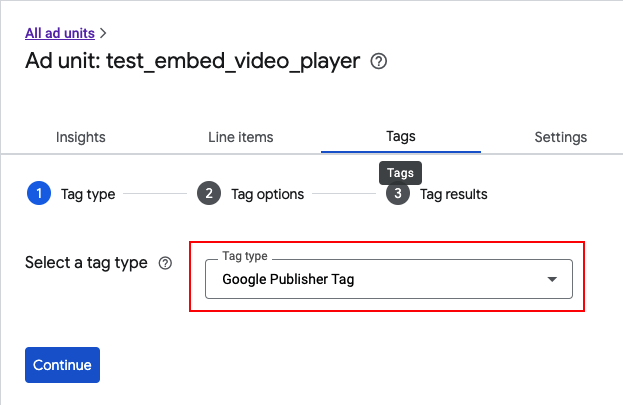 All ad units >
Ad unit: test_embed_video_player ?
Insights Line items Tags Settings
Tags
1 Tag type 2 Tag options 3 Tag results
Tag type
Select a tag type ? Google Publisher Tag
Continue